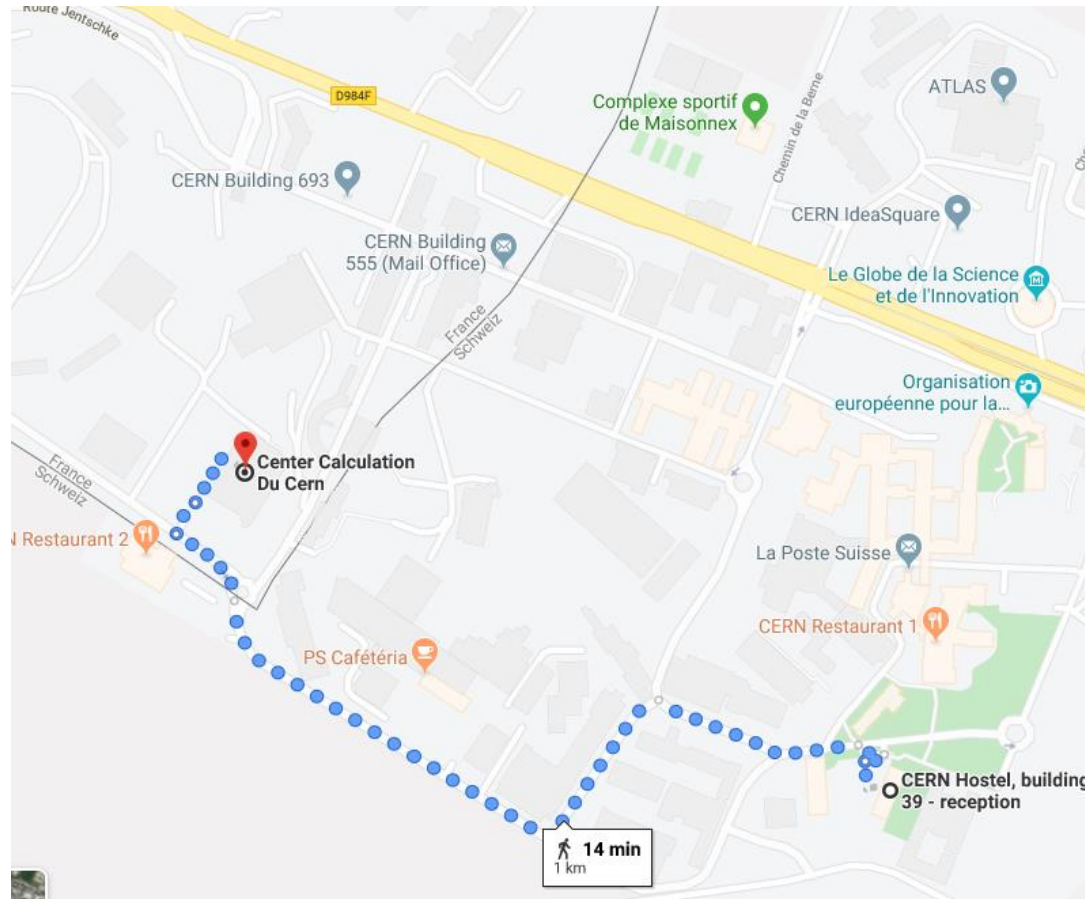 Route Jentschke
D984F
Complexe sportif
de Maisonnex
Chemin de la Berne
ATLAS
CERN Building 693
CERN IdeaSquare
CERN Building
555 (Mail Office)
Le Globe de la Science
et de l'Innovation
France
Schweiz
Organisation
européenne pour la...
Center Calculation
Du Cern
France
Schweiz
N Restaurant 2
La Poste Suisse
CERN Restaurant 1
PS Cafétéria
CERN Hostel, building
39 - reception
14 min
1 km